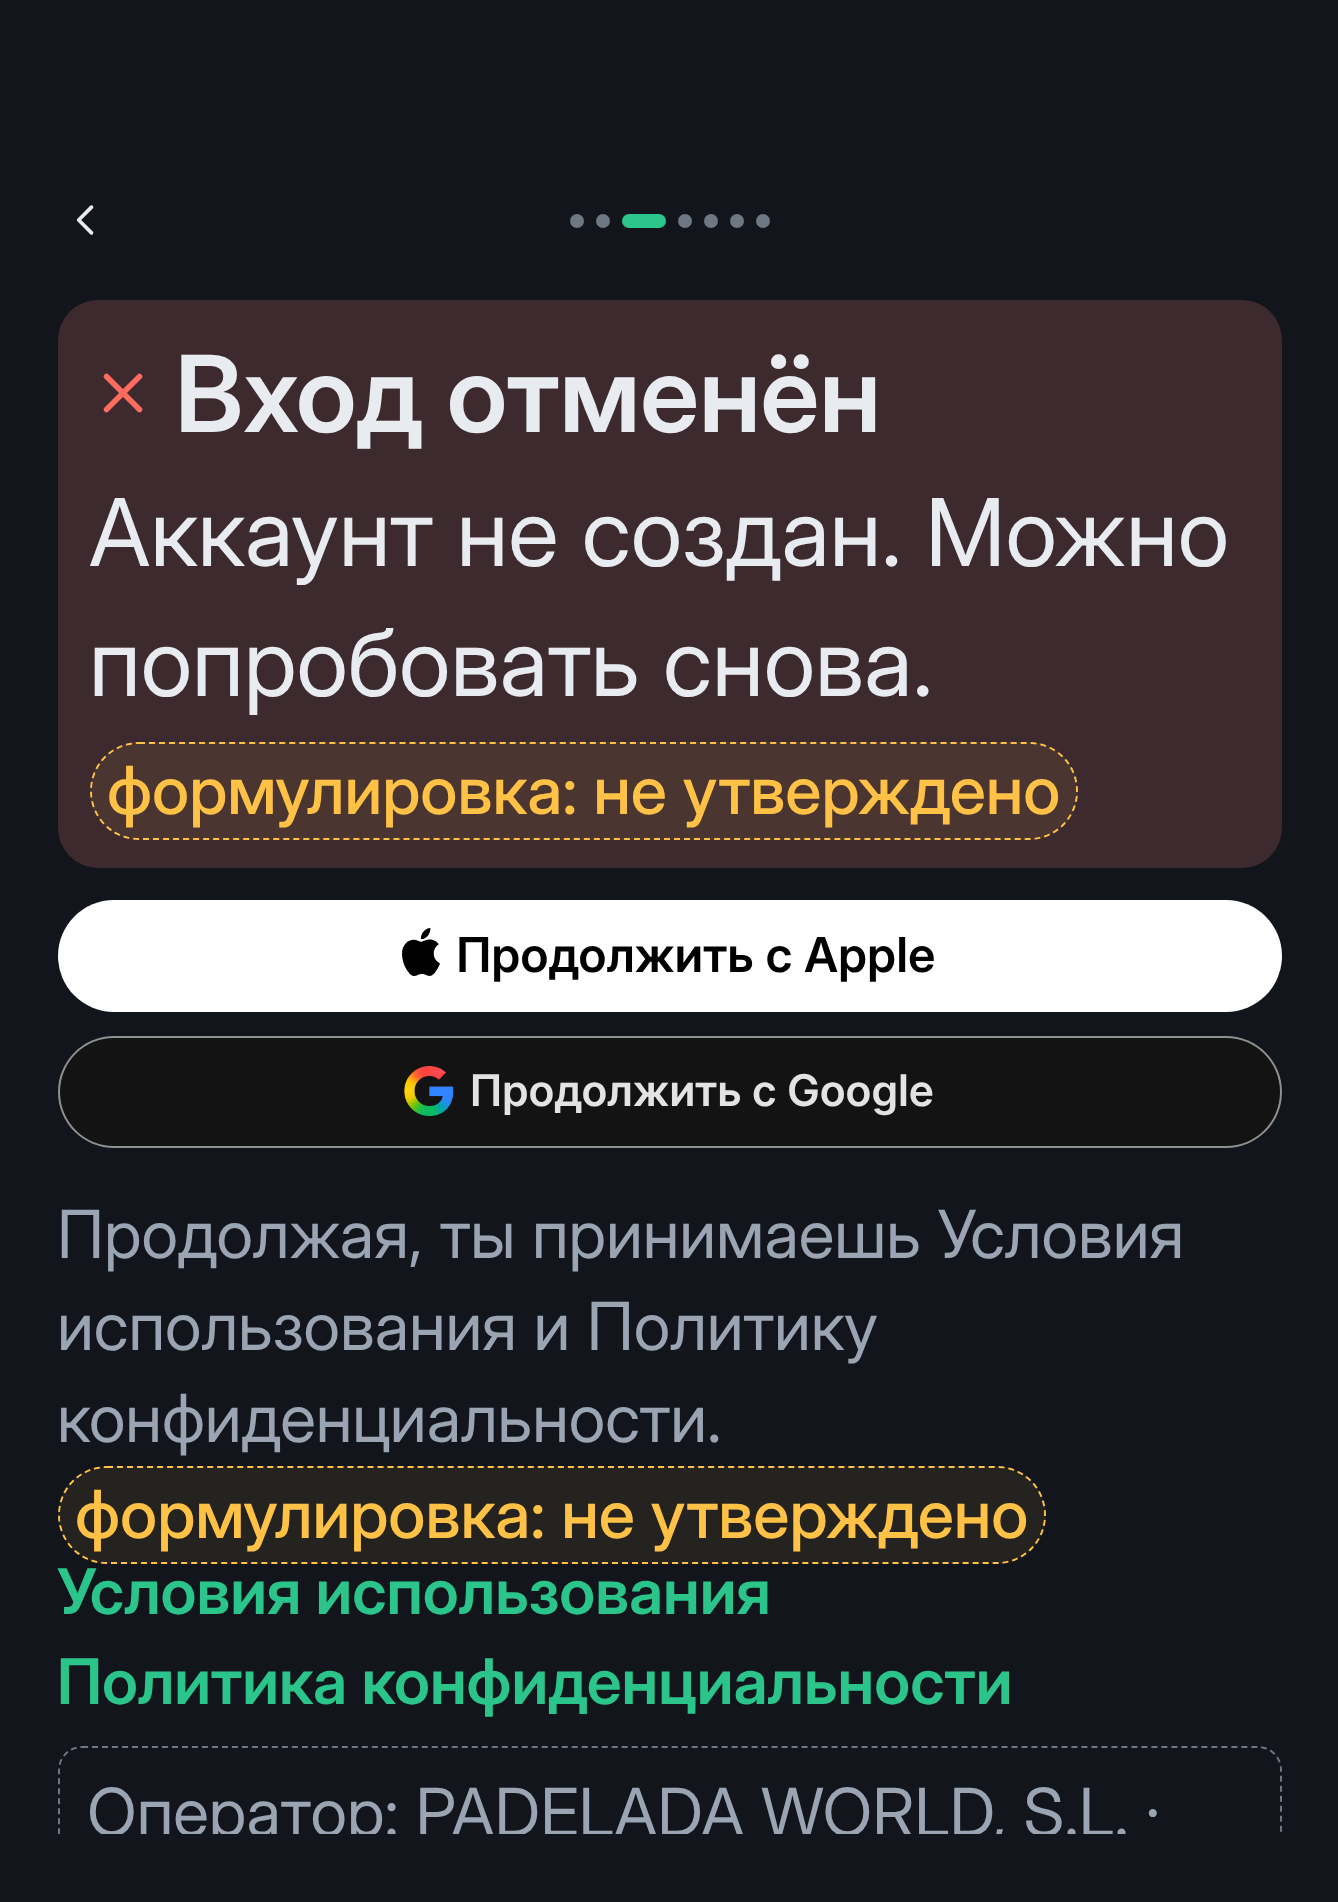 Вход отменён
Аккаунт не создан. Можно
попробовать снова.
формулировка: не утверждено
Продолжить с Apple
Продолжить с Google
Продолжая, ты принимаешь Условия
использования и Политику
конфиденциальности.
формулировка: не утверждено
Условия использования
Политика конфиденциальности
Оператор: PADELADA WORLD, S.L. ·